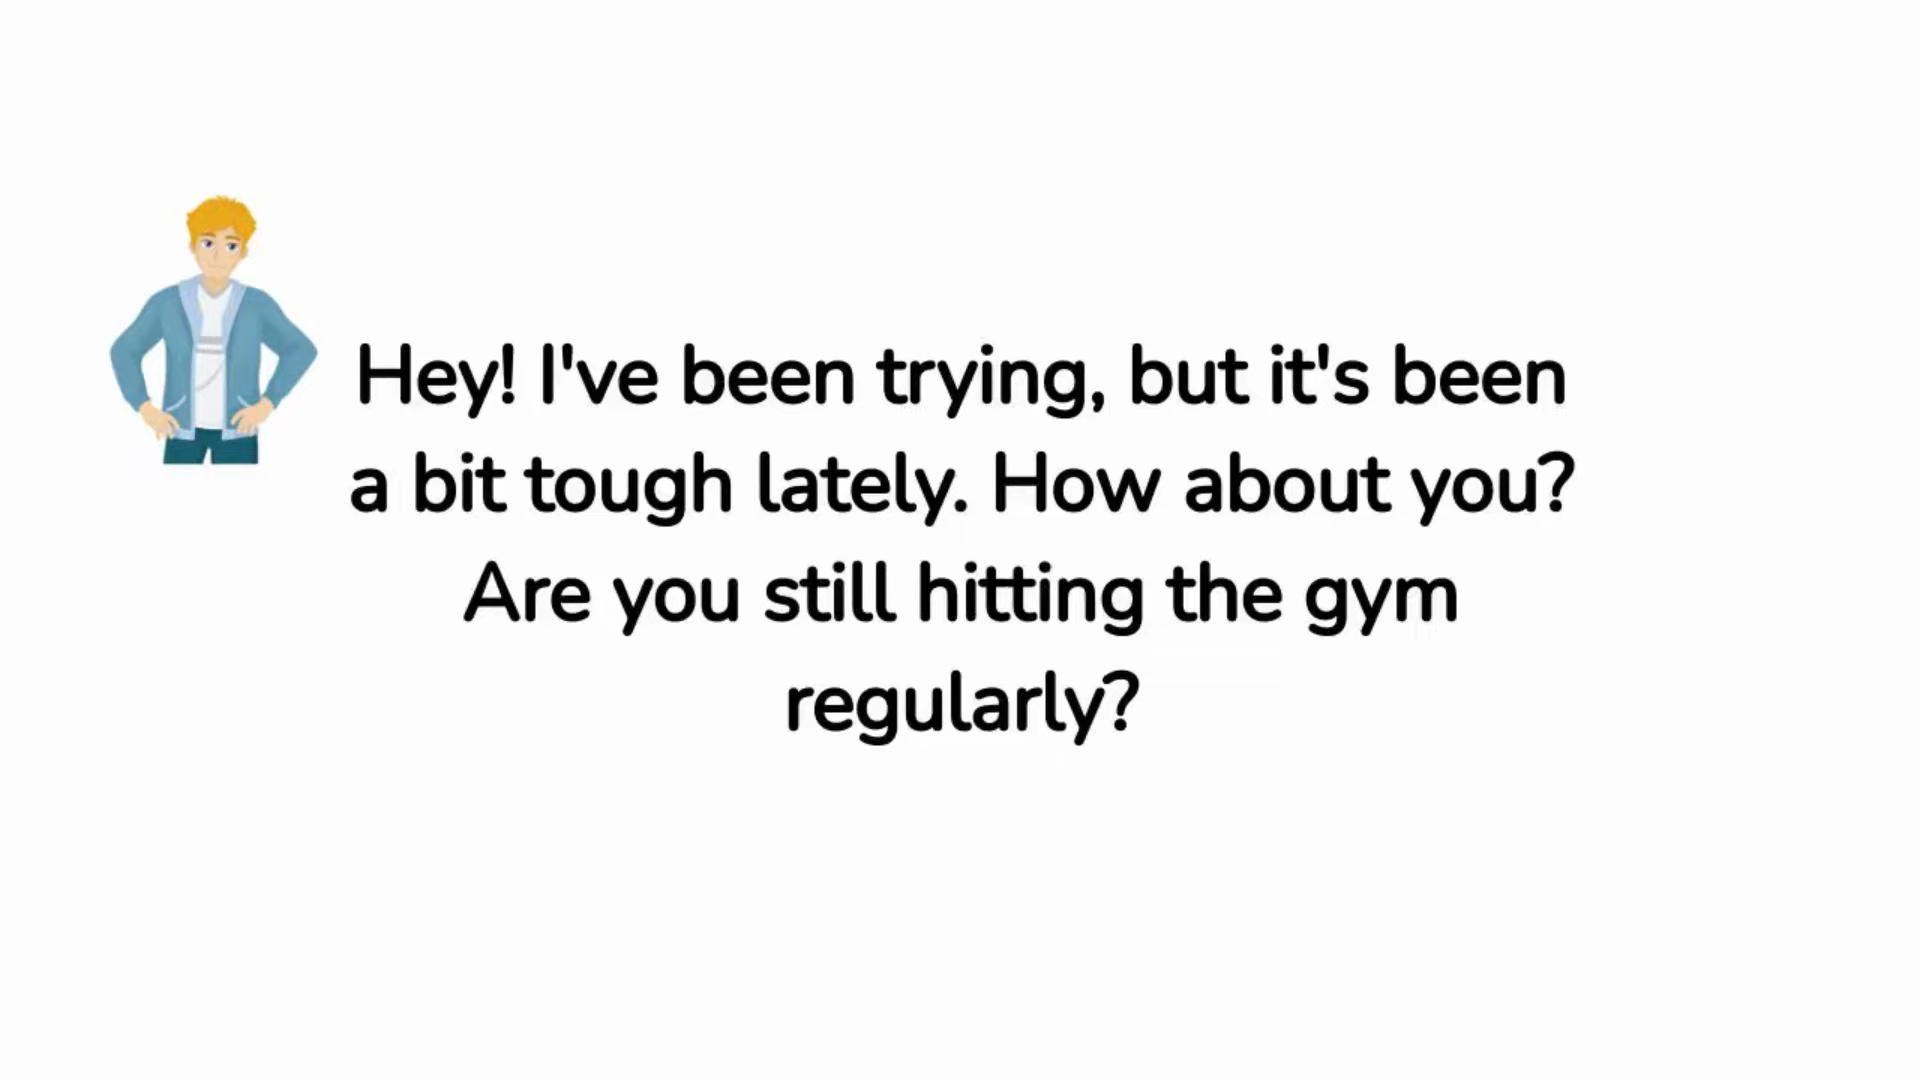 Hey! I've been trying, but it's been
a bit tough lately. How about you?
Are you still hitting the gym
regularly?